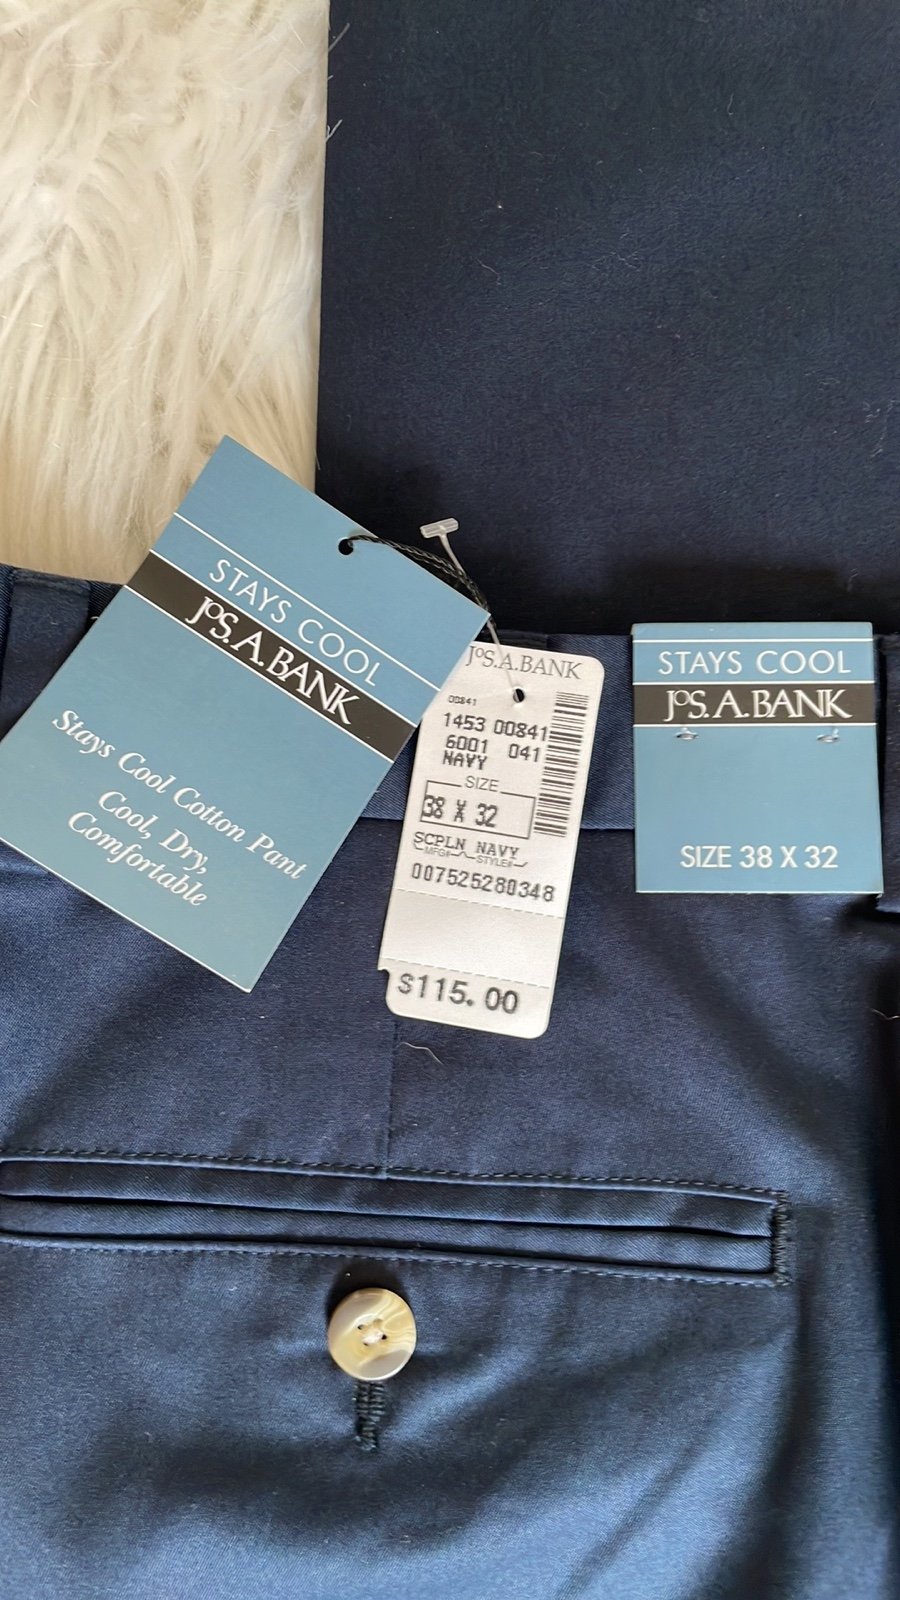 STAYS COOL
JOS. A. BANK
Stays Cool Cotton Pant
Cool, Dry,
Comfortable
JOS. A. BANK
00841
1453 00841
6001 041
NAVY
SIZE
38 X 32
SCPLN NAVY
MFG# STYLE#
007525280348
$115.00
STAYS COOL
JOS. A. BANK
SIZE 38 X 32